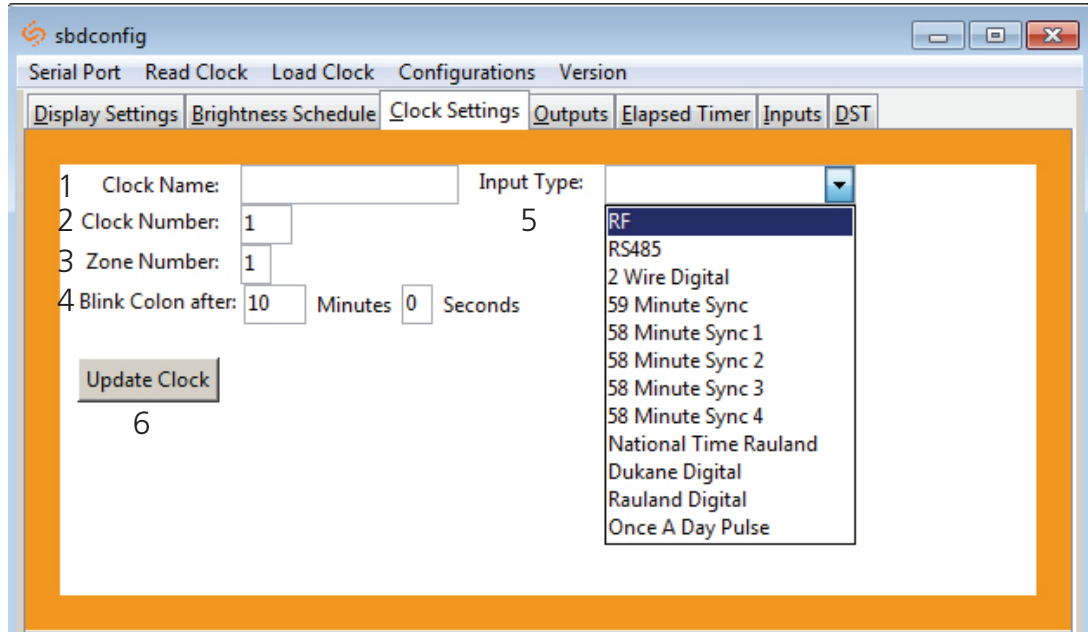 sbdconfig
Serial Port Read Clock Load Clock Configurations Version
Display Settings Brightness Schedule Clock Settings Outputs Elapsed Timer Inputs DST
1 Clock Name: Input Type:
2 Clock Number: 1 5
3 Zone Number: 1
4 Blink Colon after: 10 Minutes 0 Seconds
Update Clock
6
RF
RS485
2 Wire Digital
59 Minute Sync
58 Minute Sync 1
58 Minute Sync 2
58 Minute Sync 3
58 Minute Sync 4
National Time Rauland
Dukane Digital
Rauland Digital
Once A Day Pulse